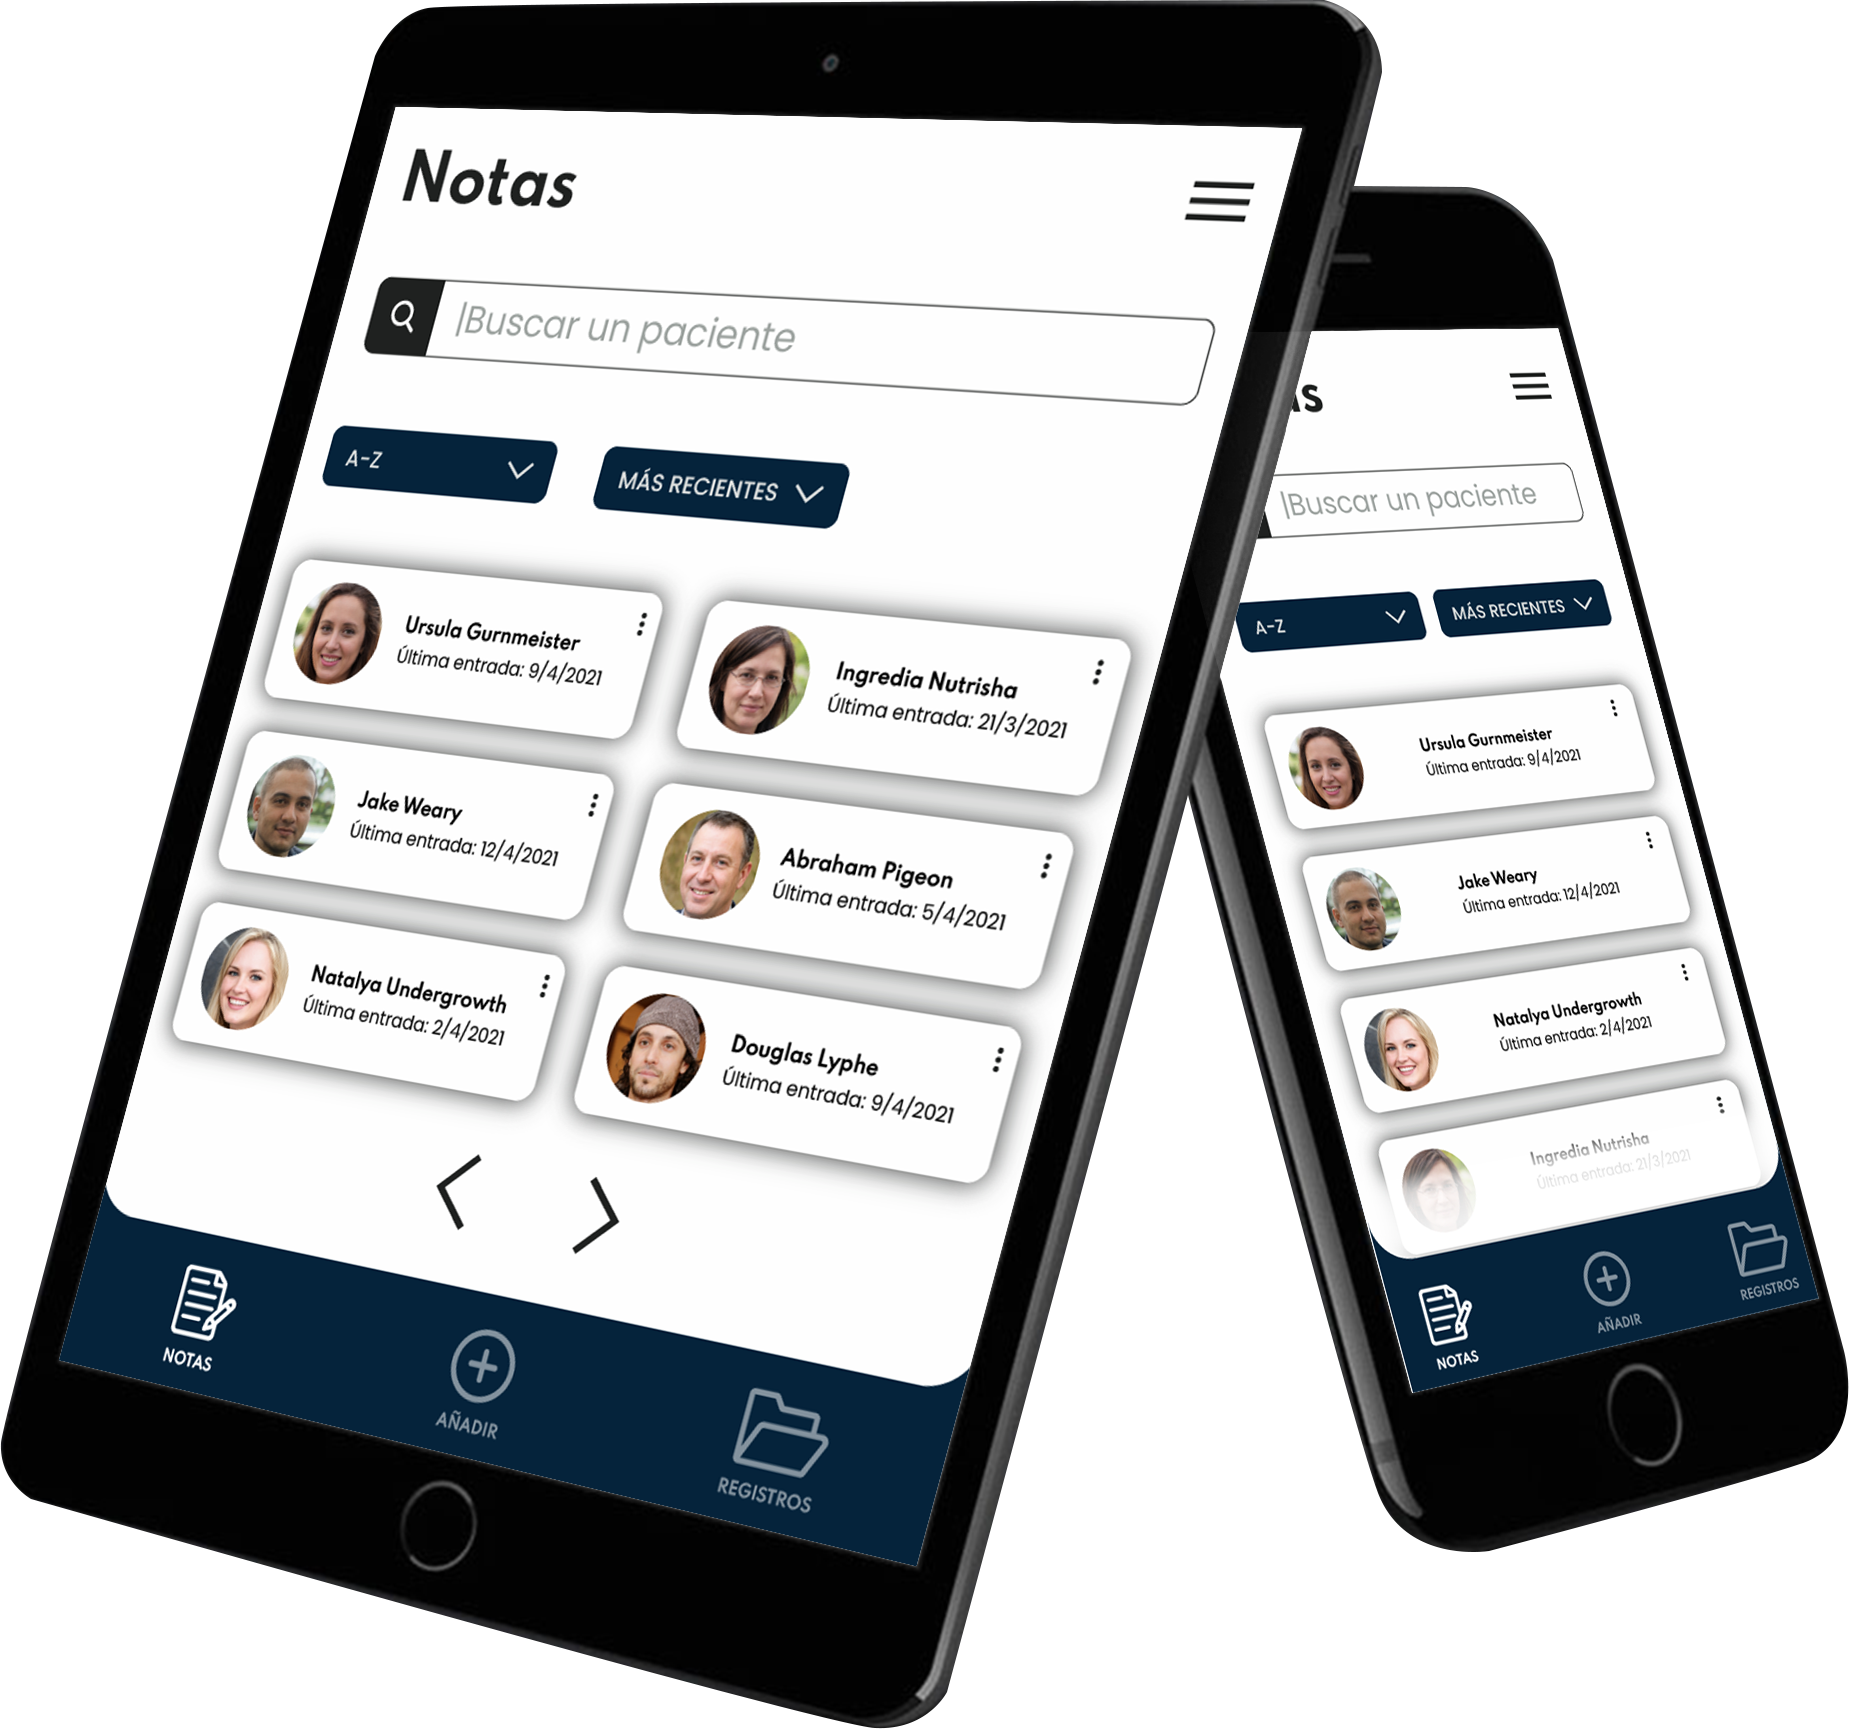 Notas
|Buscar un paciente
A-Z
MÁS RECIENTES
Ursula Gurnmeister
Última entrada: 9/4/2021
Ingredia Nutrisha
Última entrada: 21/3/2021
Jake Weary
Última entrada: 12/4/2021
Abraham Pigeon
Última entrada: 5/4/2021
Natalya Undergrowth
Última entrada: 2/4/2021
Douglas Lyphe
Última entrada: 9/4/2021
NOTAS
AÑADIR
REGISTROS
as
|Buscar un paciente
A-Z
MÁS RECIENTES
Ursula Gurnmeister
Última entrada: 9/4/2021
Jake Weary
Última entrada: 12/4/2021
Natalya Undergrowth
Última entrada: 2/4/2021
Ingredia Nutrisha
Última entrada: 21/3/2021
NOTAS
AÑADIR
REGISTROS